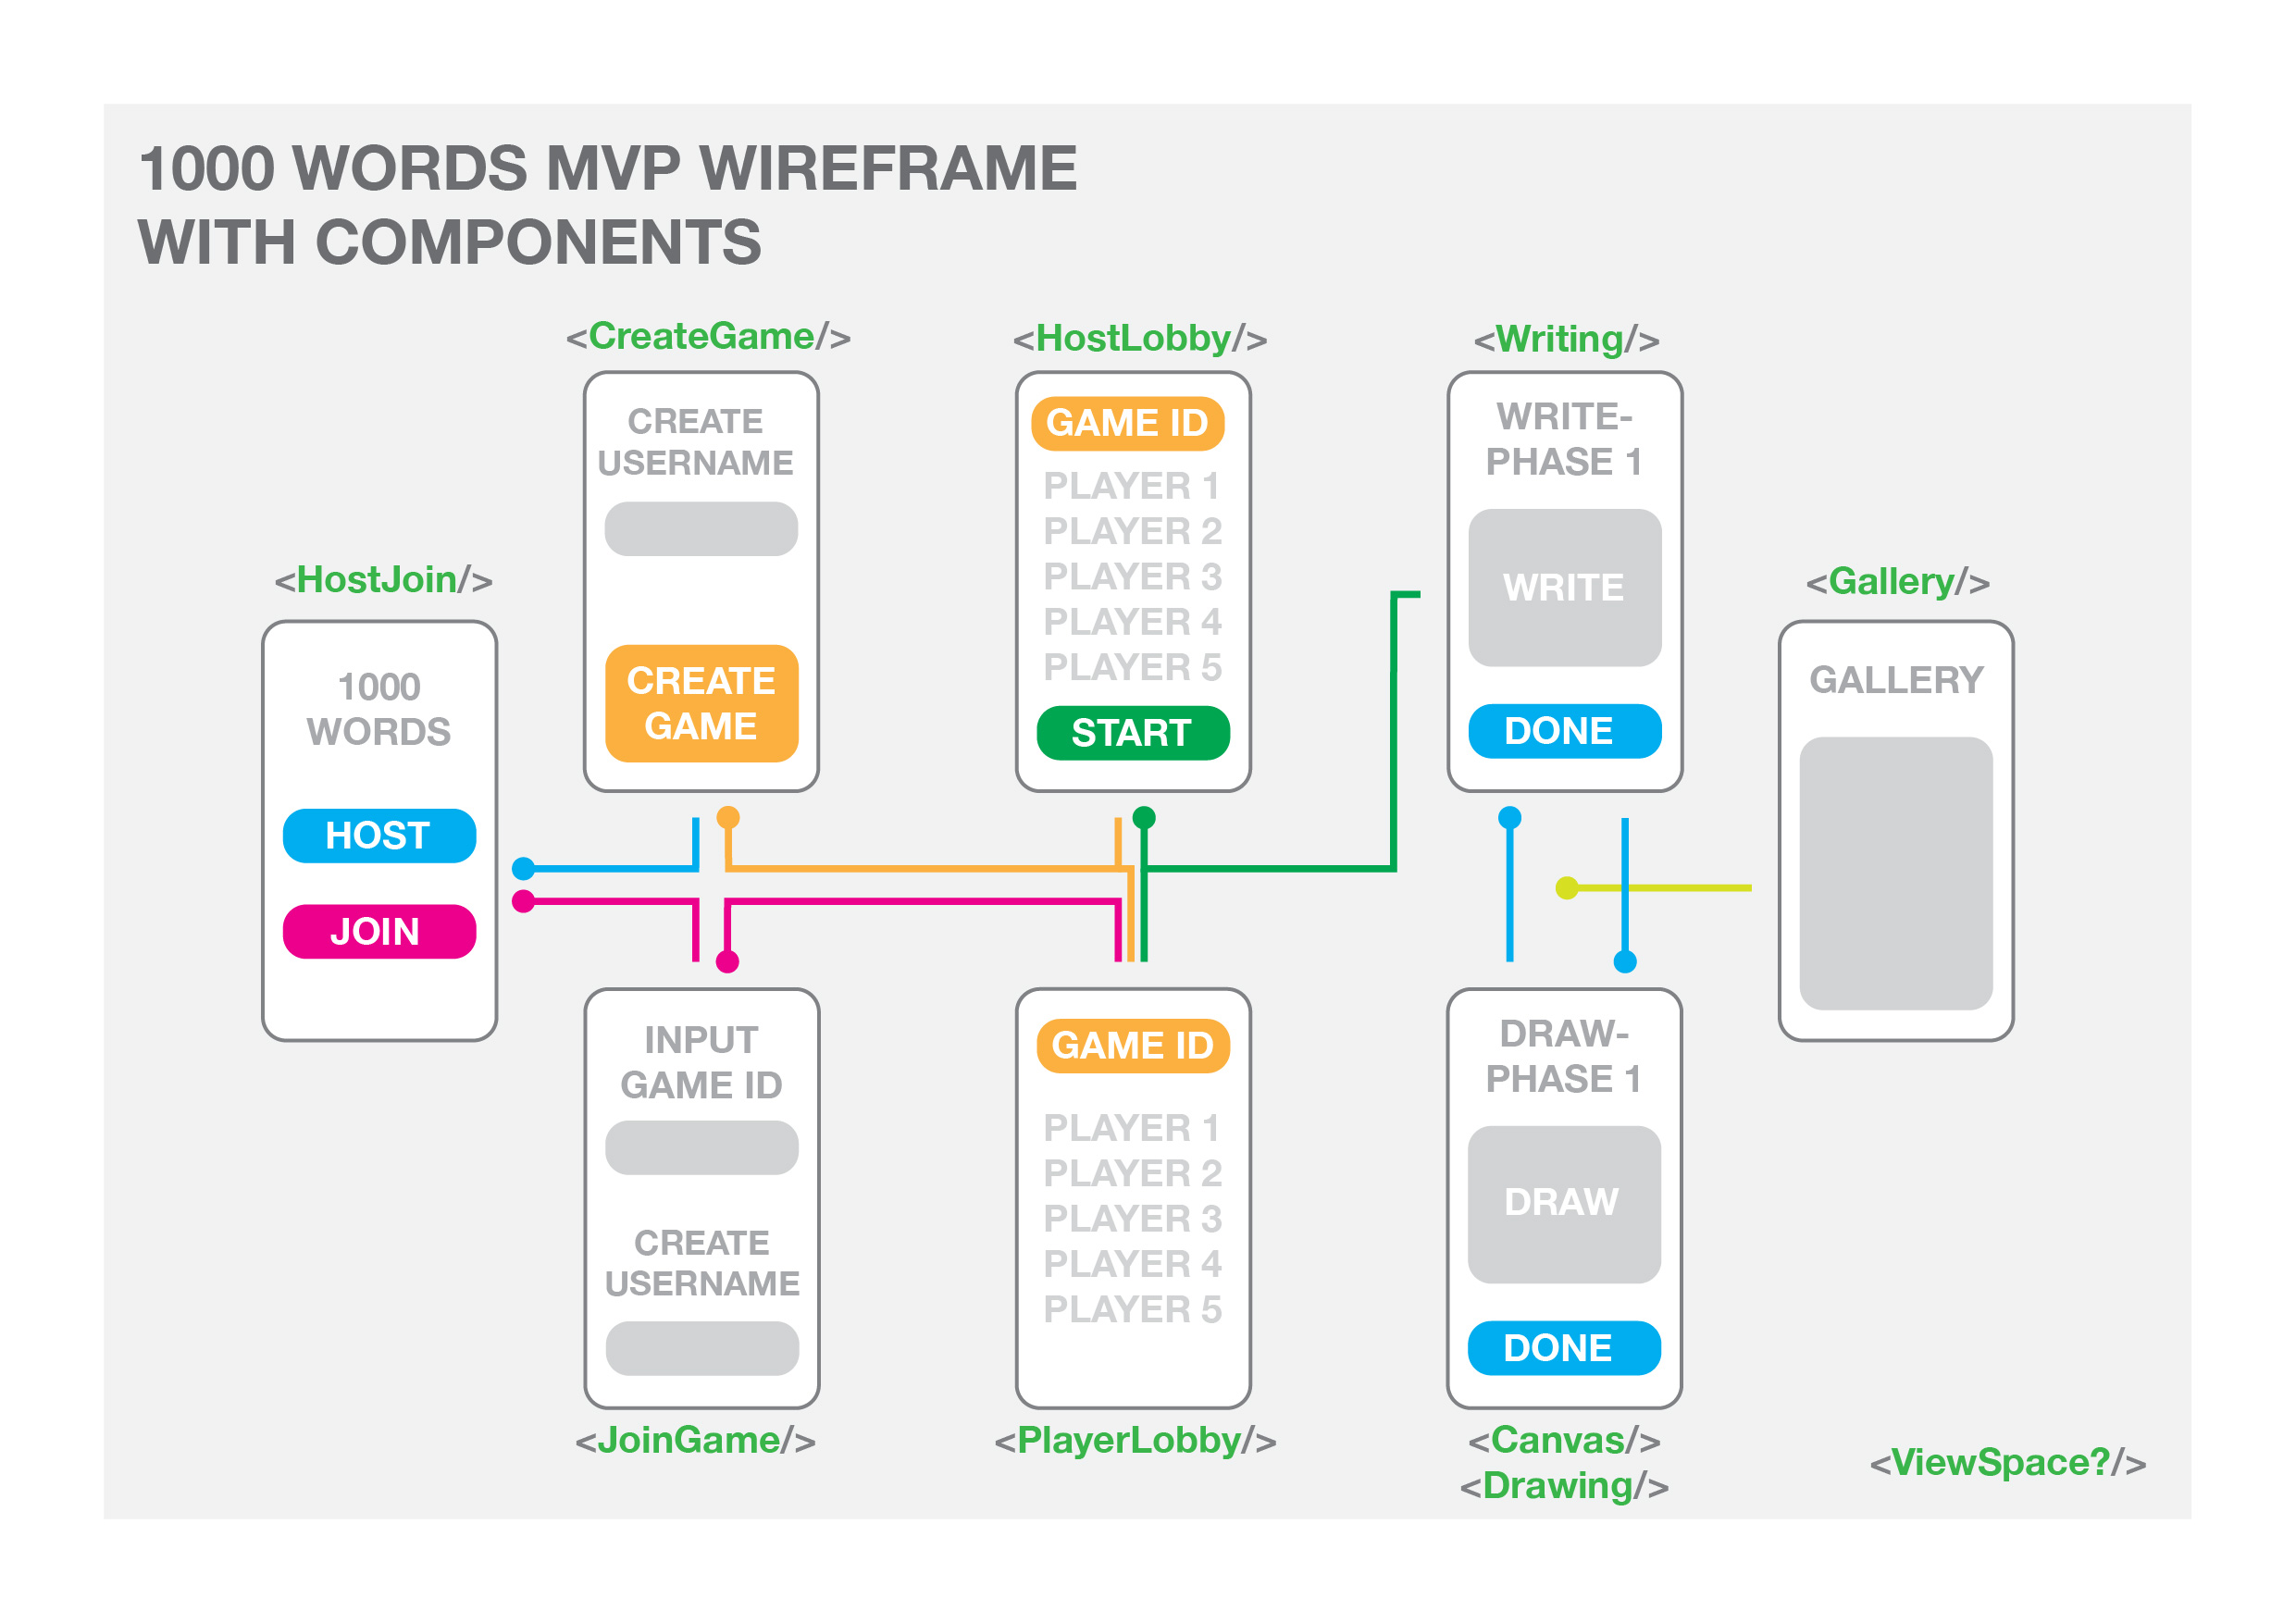 1000 WORDS MVP WIREFRAME
WITH COMPONENTS
<HostJoin/>
1000
WORDS
HOST
JOIN
<CreateGame/>
CREATE
USERNAME
CREATE
GAME
INPUT
GAME ID
CREATE
USERNAME
<JoinGame/>
<HostLobby/>
GAME ID
PLAYER 1
PLAYER 2
PLAYER 3
PLAYER 4
PLAYER 5
START
GAME ID
PLAYER 1
PLAYER 2
PLAYER 3
PLAYER 4
PLAYER 5
<PlayerLobby/>
<Writing/>
WRITE-
PHASE 1
WRITE
DONE
DRAW-
PHASE 1
DRAW
DONE
<Canvas/>
<Drawing/>
<Gallery/>
GALLERY
<ViewSpace?/>